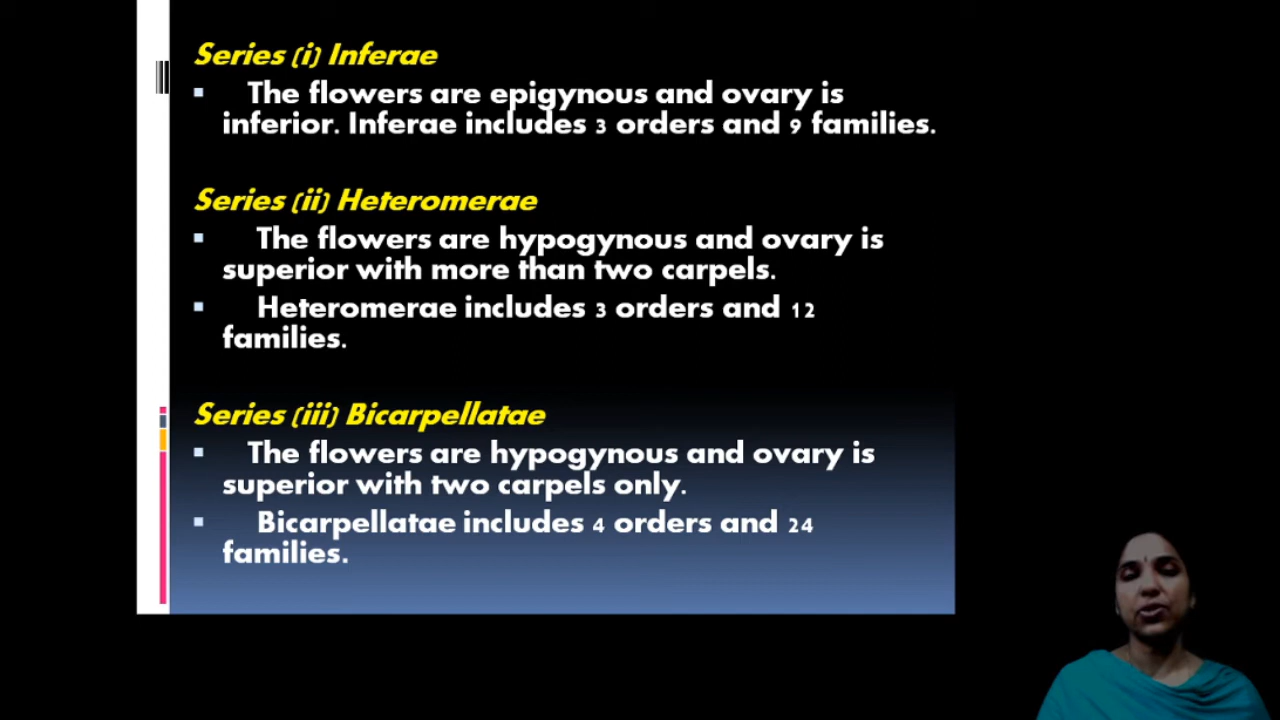 Series (i) Inferae
▪ The flowers are epigynous and ovary is
inferior. Inferae includes 3 orders and 9 families.
Series (ii) Heteromerae
▪ The flowers are hypogynous and ovary is
superior with more than two carpels.
▪ Heteromerae includes 3 orders and 12
families.
Series (iii) Bicarpellatae
▪ The flowers are hypogynous and ovary is
superior with two carpels only.
▪ Bicarpellatae includes 4 orders and 24
families.